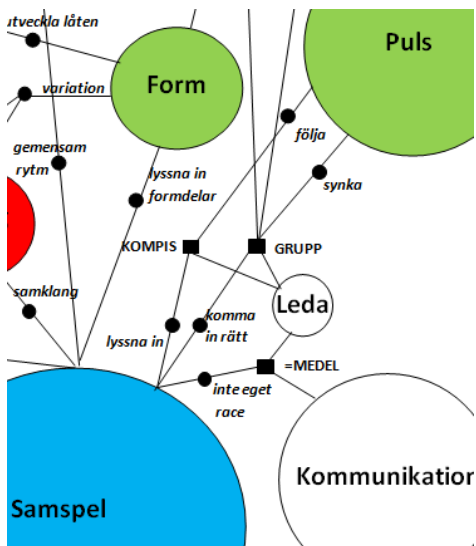 utveckla låten
Form
Puls
variation
följa
gemensam
rytm
lyssna in
formdelar
synka
KOMPIS
GRUPP
samklang
Leda
komma
in rätt
lyssna in
=MEDEL
inte eget
race
Kommunikation
Samspel